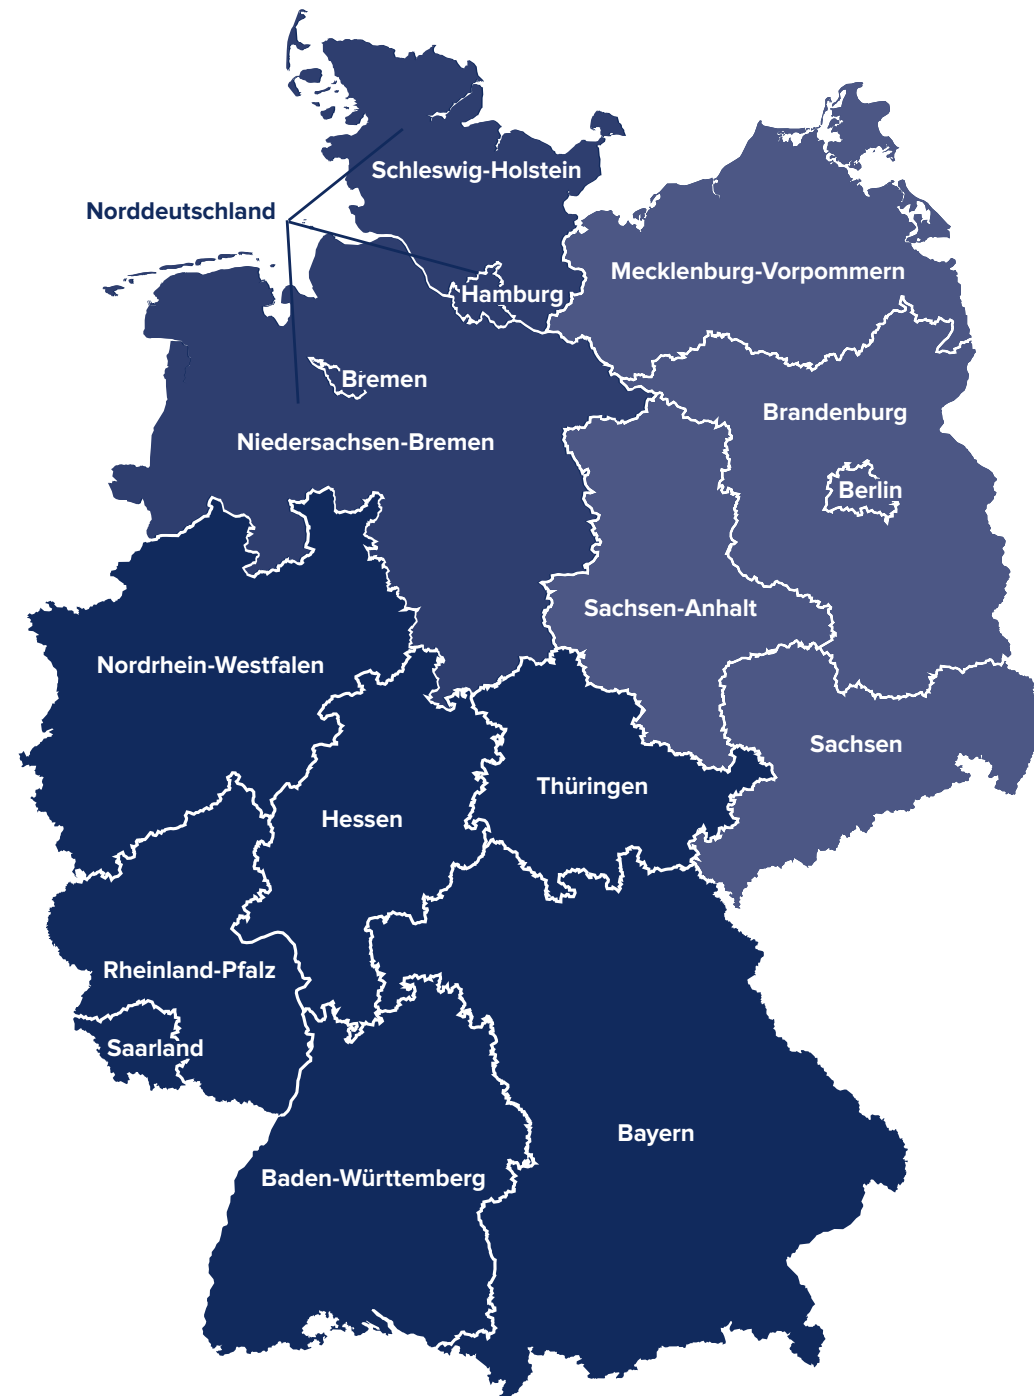 Schleswig-Holstein
Norddeutschland
Mecklenburg-Vorpommern
Hamburg
Bremen
Brandenburg
Niedersachsen-Bremen
Berlin
Sachsen-Anhalt
Nordrhein-Westfalen
Sachsen
Thüringen
Hessen
Rheinland-Pfalz
Saarland
Bayern
Baden-Württemberg